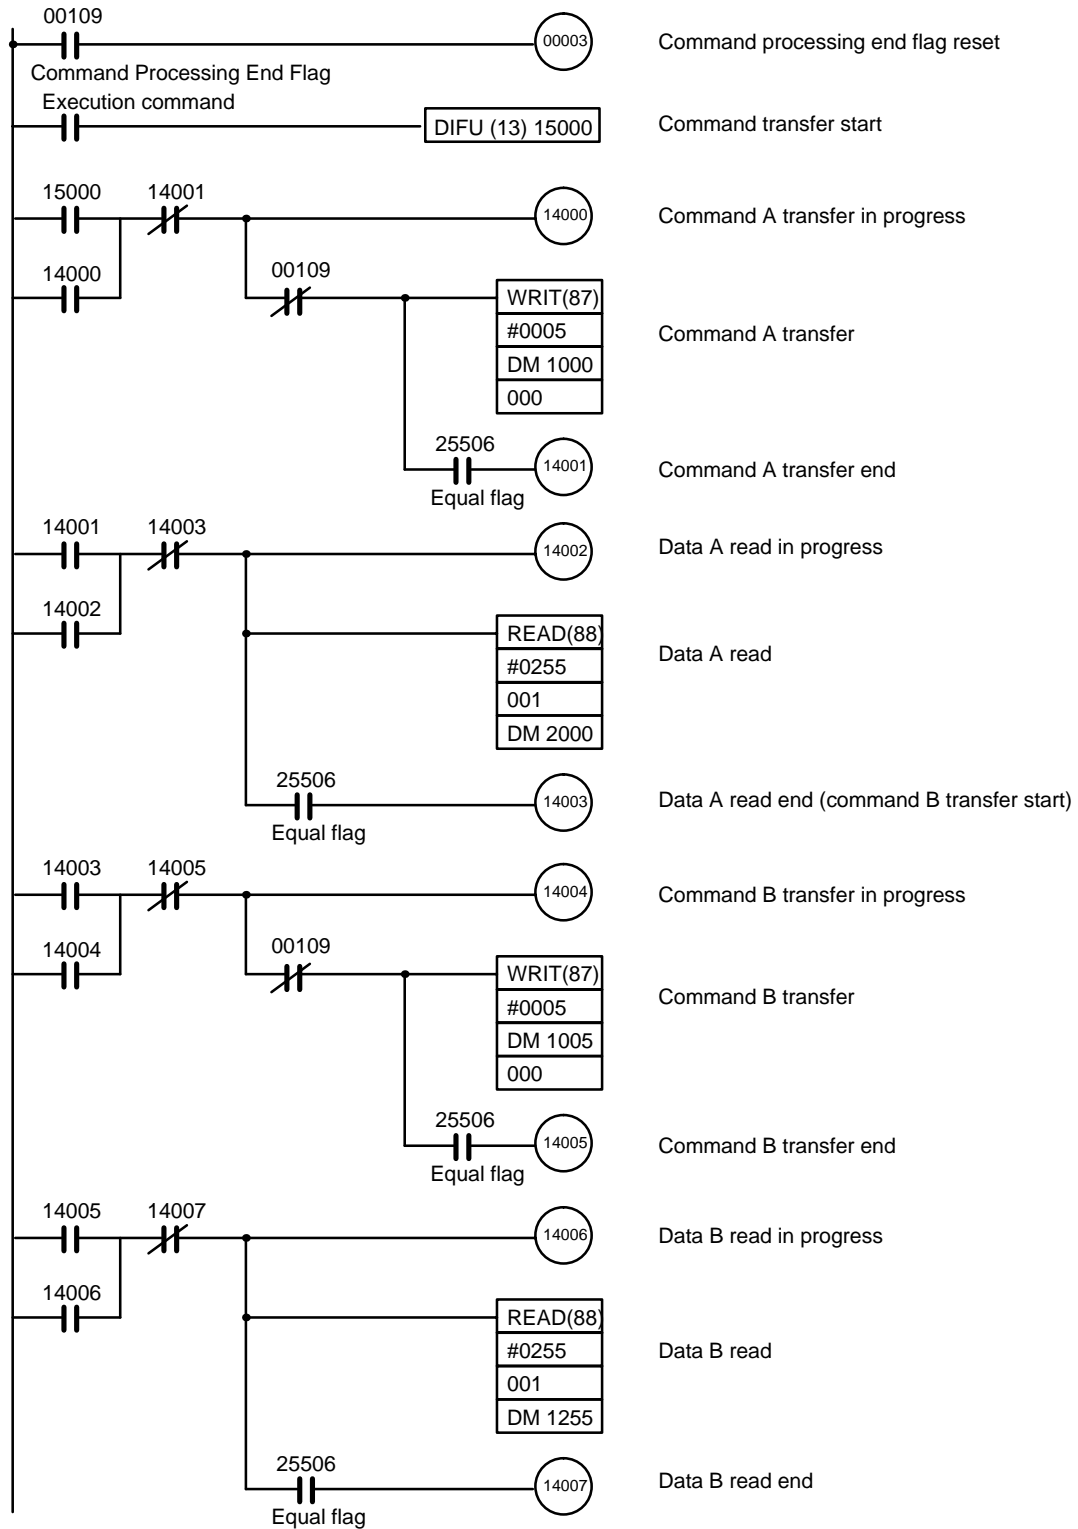 00109
00003
Command processing end flag reset
Command Processing End Flag
Execution command
DIFU (13) 15000
Command transfer start
15000
14001
14000
Command A transfer in progress
14000
00109
WRIT(87)
#0005
DM 1000
000
Command A transfer
25506
14001
Command A transfer end
Equal flag
14001
14003
14002
Data A read in progress
14002
READ(88)
#0255
001
DM 2000
Data A read
25506
14003
Data A read end (command B transfer start)
Equal flag
14003
14005
14004
Command B transfer in progress
14004
00109
WRIT(87)
#0005
DM 1005
000
Command B transfer
25506
14005
Command B transfer end
Equal flag
14005
14007
14006
Data B read in progress
14006
READ(88)
#0255
001
DM 1255
Data B read
25506
14007
Data B read end
Equal flag